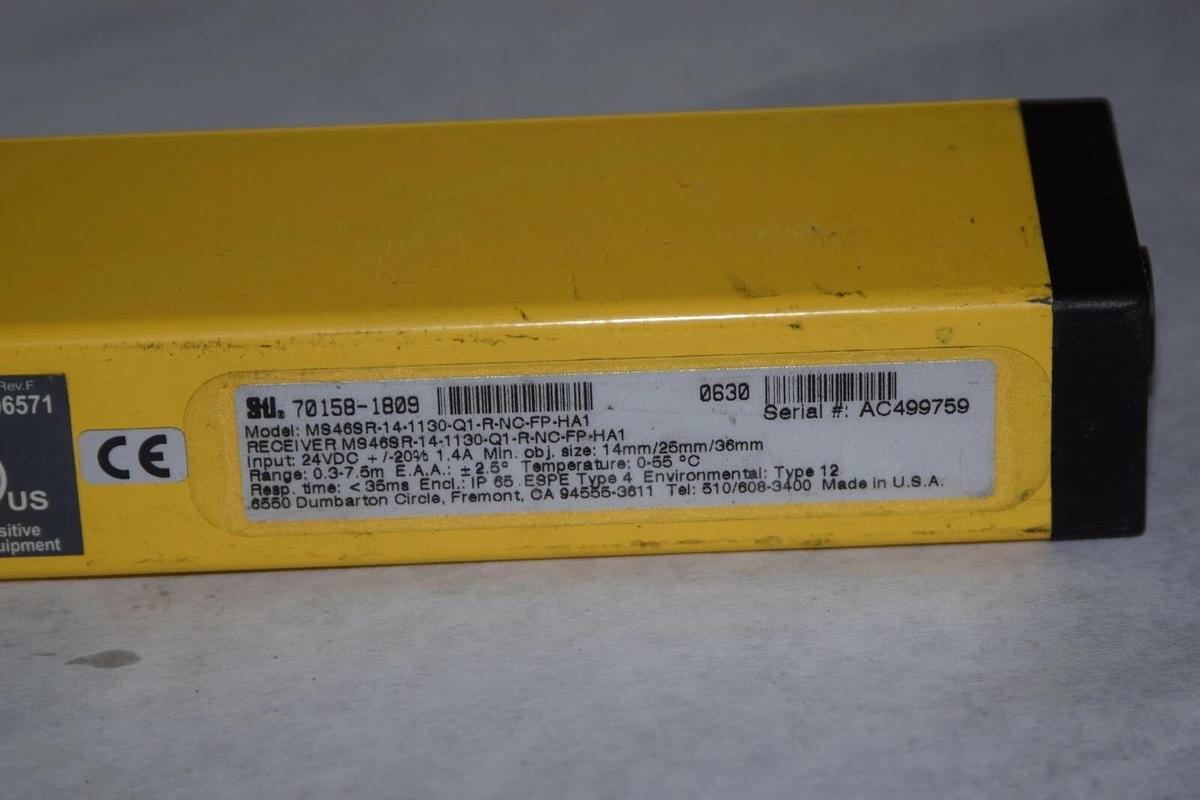 Rev.F
6571
US
sitive
uipment
CE
STI® 70158-1809 0630
Serial #: AC499759
Model: MS46SR-14-1130-Q1-R-NC-FP-HA1
RECEIVER MS46SR-14-1130-Q1-R-NC-FP-HA1
Input: 24VDC +/-20% 1.4A Min. obj. size: 14mm/25mm/36mm
Range: 0.3-7.5m E.A.A.: ±2.5° Temperature: 0-55 °C
Resp. time: <35ms Encl.: IP 65 ESPE Type 4 Environmental: Type 12
6550 Dumbarton Circle, Fremont, CA 94555-3611 Tel: 510/608-3400 Made in U.S.A.